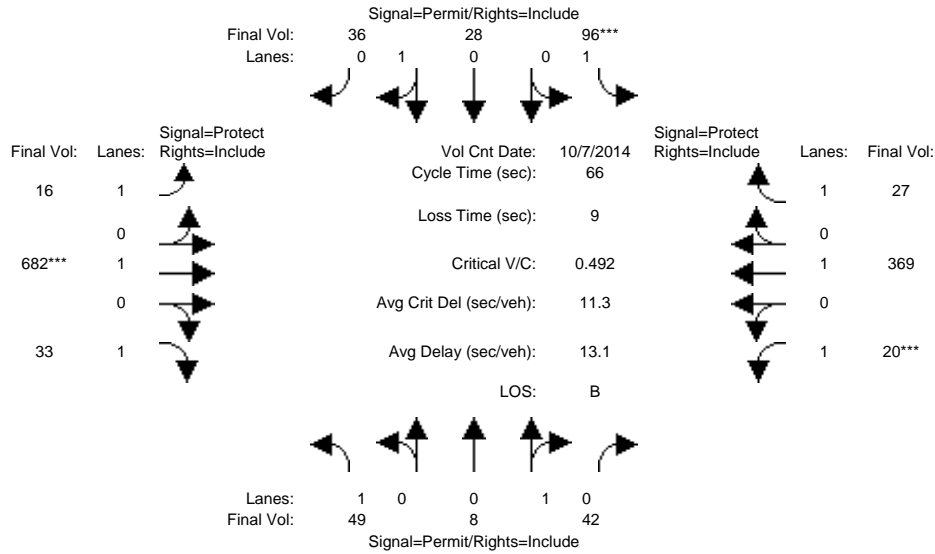 Signal=Permit/Rights=Include
Final Vol: 36 28 96***
Lanes: 0 1 0 0 1
Signal=Protect Signal=Protect
Final Vol: Lanes: Rights=Include Vol Cnt Date: 10/7/2014 Rights=Include Lanes: Final Vol:
Cycle Time (sec): 66
16 1 1 27
Loss Time (sec): 9
0 0
682*** 1 Critical V/C: 0.492 1 369
0 Avg Crit Del (sec/veh): 11.3 0
33 1 Avg Delay (sec/veh): 13.1 1 20***
LOS: B
Lanes: 1 0 0 1 0
Final Vol: 49 8 42
Signal=Permit/Rights=Include